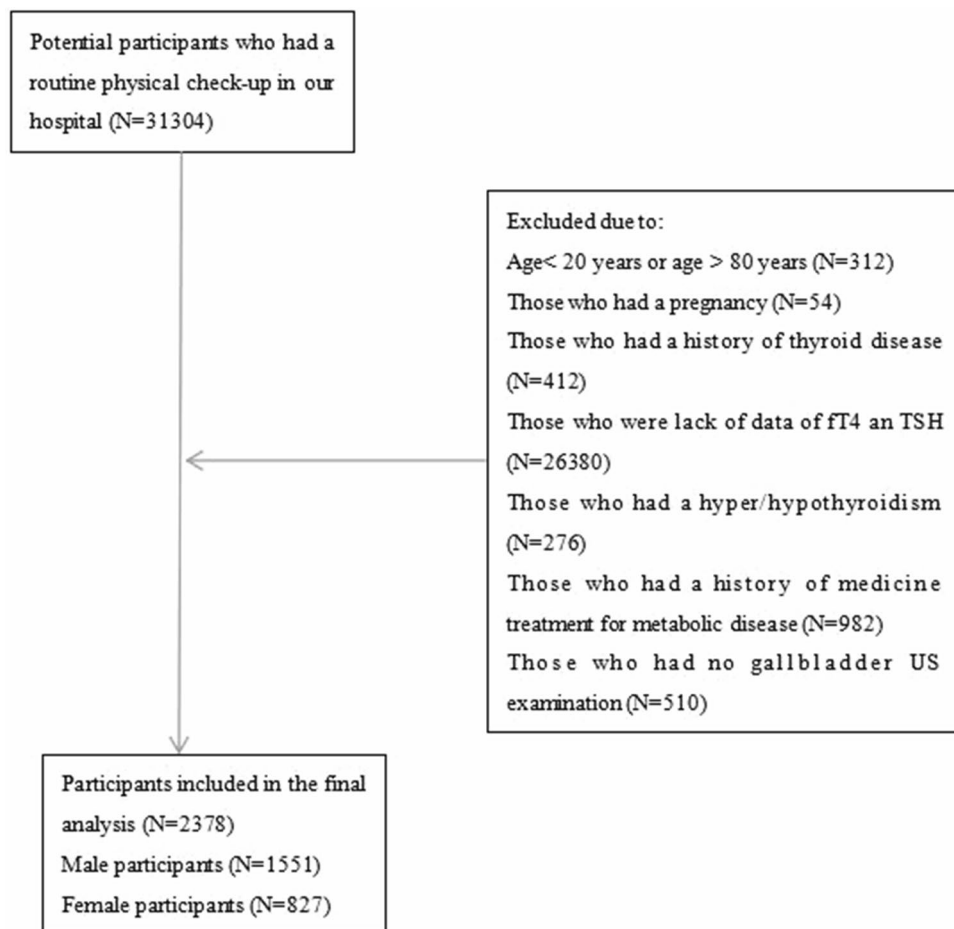 Potential participants who had a
routine physical check-up in our
hospital (N=31304)
Excluded due to:
Age< 20 years or age > 80 years (N=312)
Those who had a pregnancy (N=54)
Those who had a history of thyroid disease
(N=412)
Those who were lack of data of fT4 an TSH
(N=26380)
Those who had a hyper/hypothyroidism
(N=276)
Those who had a history of medicine
treatment for metabolic disease (N=982)
Those who had no gallbladder US
examination (N=510)
Participants included in the final
analysis (N=2378)
Male participants (N=1551)
Female participants (N=827)